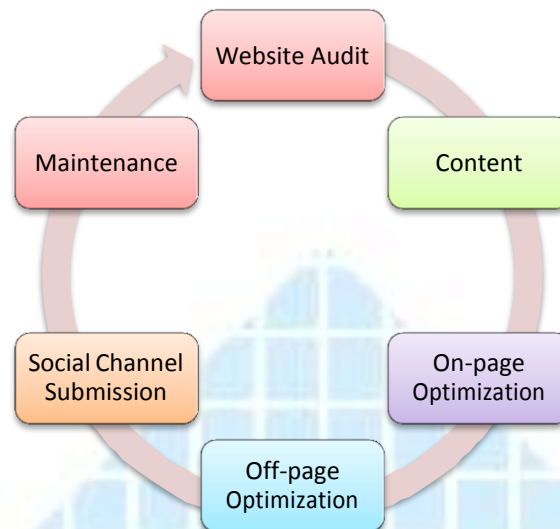 Website Audit
Content
On-page
Optimization
Off-page
Optimization
Social Channel
Submission
Maintenance